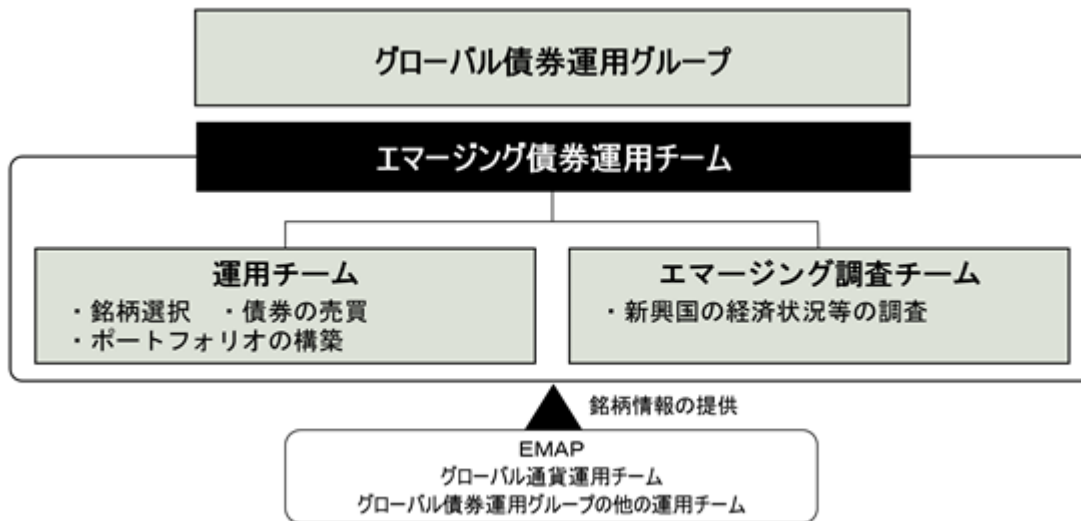 グローバル債券運用グループ
エマージング債券運用チーム
運用チーム
・銘柄選択　・債券の売買
・ポートフォリオの構築
エマージング調査チーム
・新興国の経済状況等の調査
銘柄情報の提供
EMAP
グローバル通貨運用チーム
グローバル債券運用グループの他の運用チーム